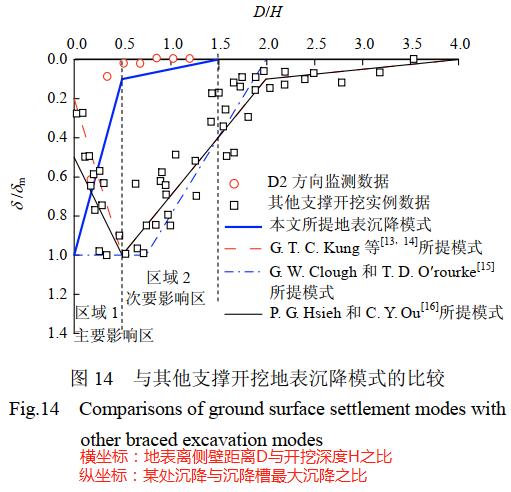 D/H
0.0 0.5 1.0 1.5 2.0 2.5 3.0 3.5 4.0
0.0
0.2
0.4
0.6
0.8
1.0
1.2
1.4
δ/δm
D2 方向监测数据
其他支撑开挖实例数据
本文所提地表沉降模式
G. T. C. Kung 等[13,14]所提模式
G. W. Clough 和 T. D. O′rourke[15]
所提模式
P. G. Hsieh 和 C. Y. Ou[16]所提模式
区域 2
次要影响区
区域 1
主要影响区
图 14 与其他支撑开挖地表沉降模式的比较
Fig.14 Comparisons of ground surface settlement modes with
other braced excavation modes
横坐标：地表离侧壁距离D与开挖深度H之比
纵坐标：某处沉降与沉降槽最大沉降之比